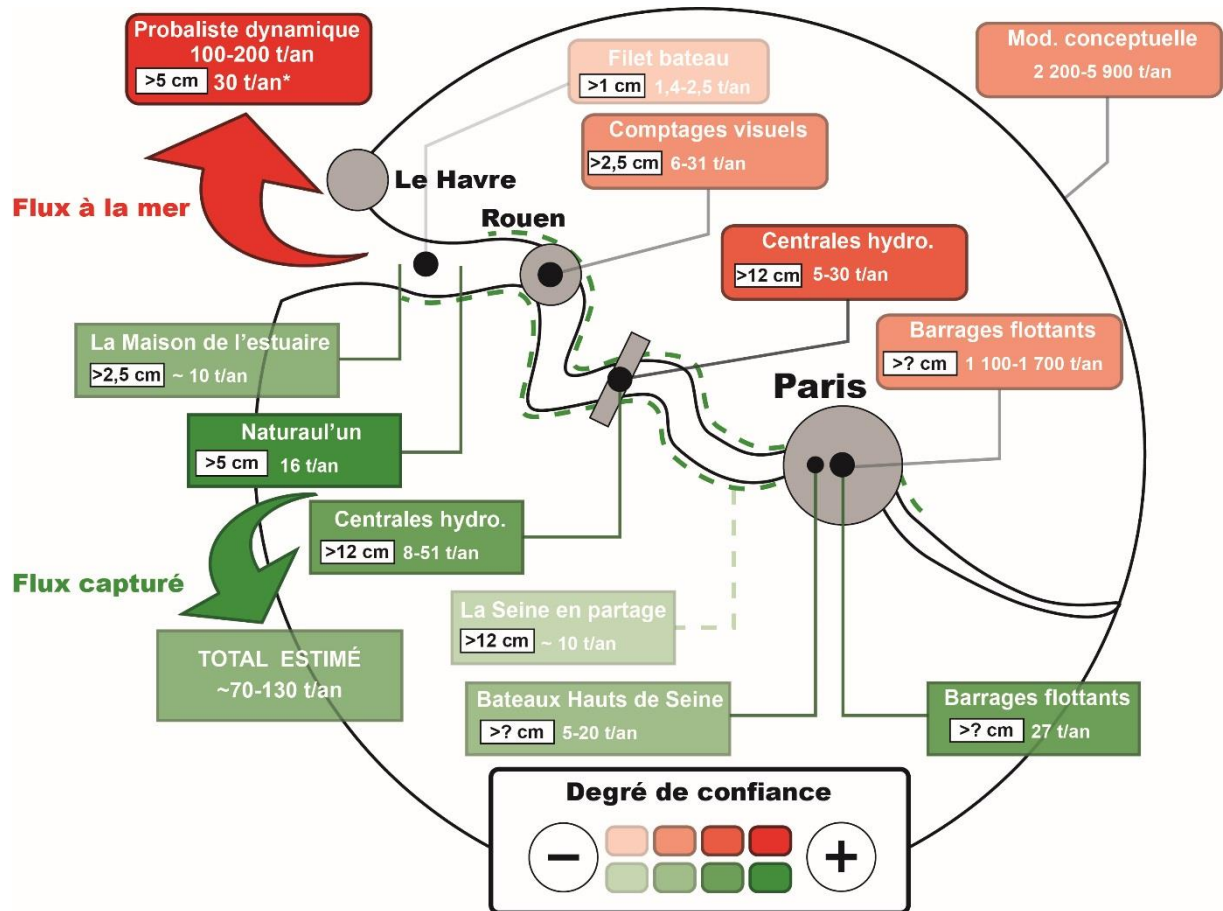 Probaliste dynamique
100-200 t/an
>5 cm 30 t/an*
Filet bateau
>1 cm 1,4-2,5 t/an
Mod. conceptuelle
2 200-5 900 t/an
Comptages visuels
>2,5 cm 6-31 t/an
Le Havre
Flux à la mer
Rouen
Centrales hydro.
>12 cm 5-30 t/an
La Maison de l'estuaire
>2,5 cm ~ 10 t/an
Barrages flottants
>? cm 1 100-1 700 t/an
Paris
Naturaul'un
>5 cm 16 t/an
Centrales hydro.
>12 cm 8-51 t/an
Flux capturé
La Seine en partage
>12 cm ~ 10 t/an
TOTAL ESTIMÉ
~70-130 t/an
Bateaux Hauts de Seine
>? cm 5-20 t/an
Barrages flottants
>? cm 27 t/an
Degré de confiance
− +